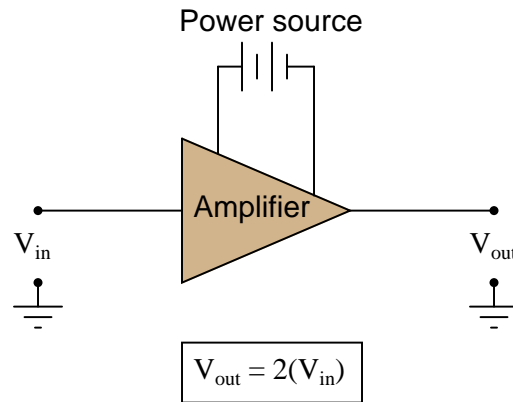 Power source
Amplifier
V_in
V_out
V_out = 2(V_in)